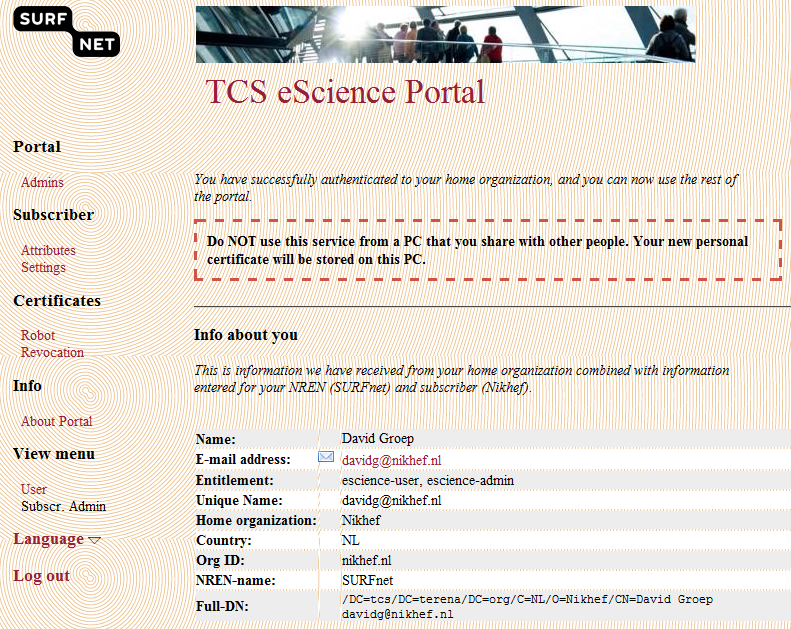 SURF
NET
TCS eScience Portal
Portal
Admins
Subscriber
Attributes
Settings
Certificates
Robot
Revocation
Info
About Portal
View menu
User
Subscr. Admin
Language
Log out
You have successfully authenticated to your home organization, and you can now use the rest of
the portal.
Do NOT use this service from a PC that you share with other people. Your new personal
certificate will be stored on this PC.
Info about you
This is information we have received from your home organization combined with information
entered for your NREN (SURFnet) and subscriber (Nikhef).
Name: David Groep
E-mail address: davidg@nikhef.nl
Entitlement: escience-user, escience-admin
Unique Name: davidg@nikhef.nl
Home organization: Nikhef
Country: NL
Org ID: nikhef.nl
NREN-name: SURFnet
Full-DN: /DC=tcs/DC=terena/DC=org/C=NL/O=Nikhef/CN=David Groep
davidg@nikhef.nl